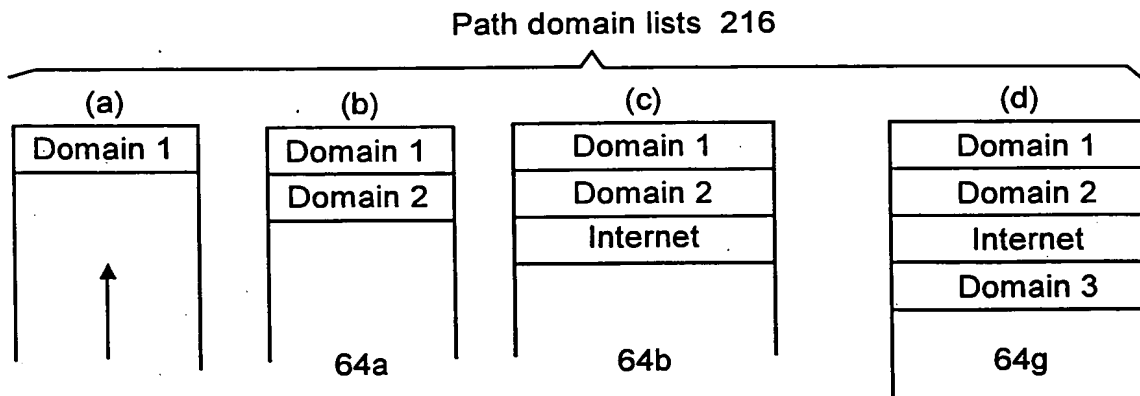 Path domain lists 216
(a)
(b)
(c)
(d)
Domain 1
Domain 1
Domain 2
64a
Domain 1
Domain 2
Internet
64b
Domain 1
Domain 2
Internet
Domain 3
64g